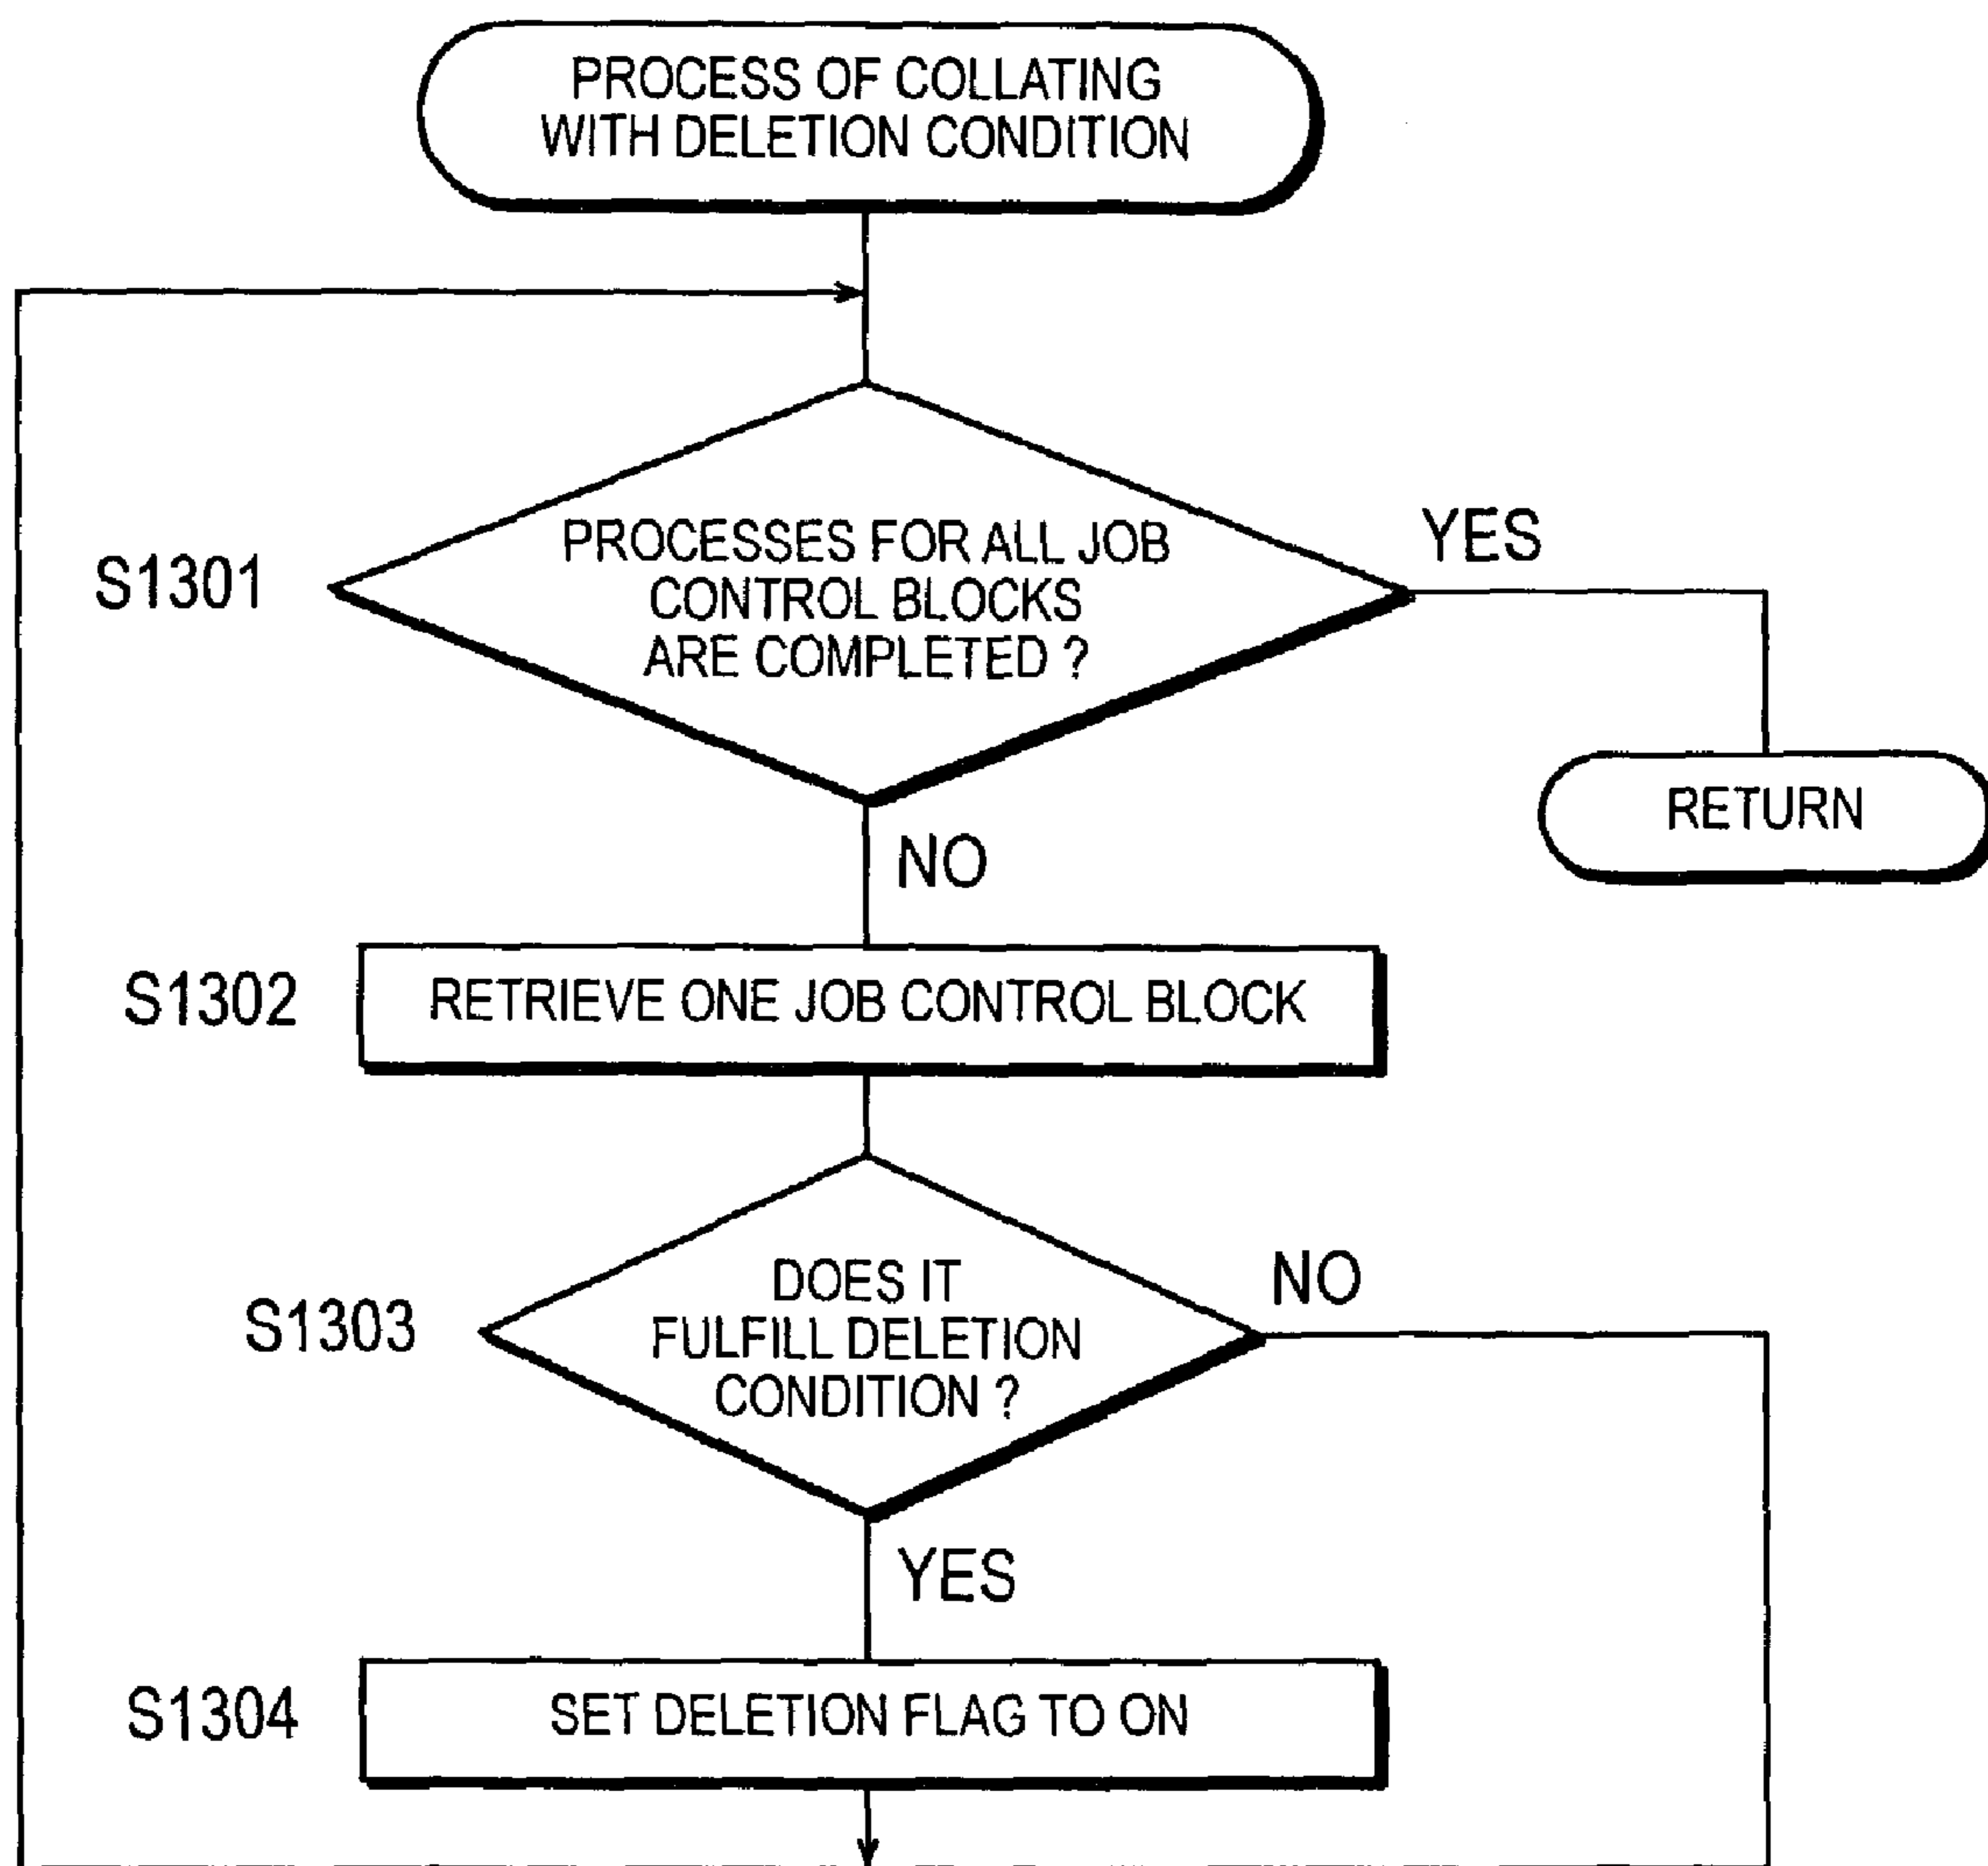 PROCESS OF COLLATING
WITH DELETION CONDITION
S1301
PROCESSES FOR ALL JOB
CONTROL BLOCKS
ARE COMPLETED ?
YES
RETURN
NO
S1302
RETRIEVE ONE JOB CONTROL BLOCK
S1303
DOES IT
FULFILL DELETION
CONDITION ?
NO
YES
S1304
SET DELETION FLAG TO ON